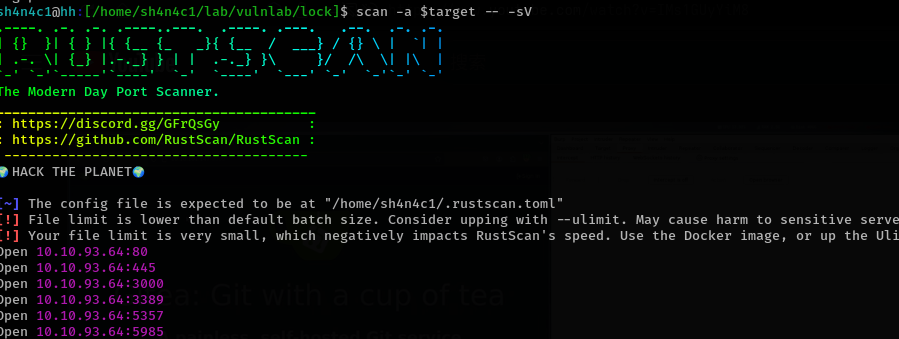 sh4n4c1@hh:[/home/sh4n4c1/lab/vulnlab/lock]$ scan -a $target -- -sV
.----. .-. .-. .----..---.  .----. .---.   .--.  .-. .-.
| {}  }| { } |{ {__ {_   _}{ {__  /  ___} / {} \ |  `| |
| .-. \| {_} |.-._} } | |  .-._} }\     }/  /\  \| |\  |
`-' `-'`-----'`----'  `-'  `----'  `---' `-'  `-'`-' `-'
The Modern Day Port Scanner.
________________________________________
: https://discord.gg/GFrQsGy           :
: https://github.com/RustScan/RustScan :
 --------------------------------------
🌍HACK THE PLANET🌍
[~] The config file is expected to be at "/home/sh4n4c1/.rustscan.toml"
[!] File limit is lower than default batch size. Consider upping with --ulimit. May cause harm to sensitive serve
[!] Your file limit is very small, which negatively impacts RustScan's speed. Use the Docker image, or up the Uli
Open 10.10.93.64:80
Open 10.10.93.64:445
Open 10.10.93.64:3000
Open 10.10.93.64:3389
Open 10.10.93.64:5357
Open 10.10.93.64:5985